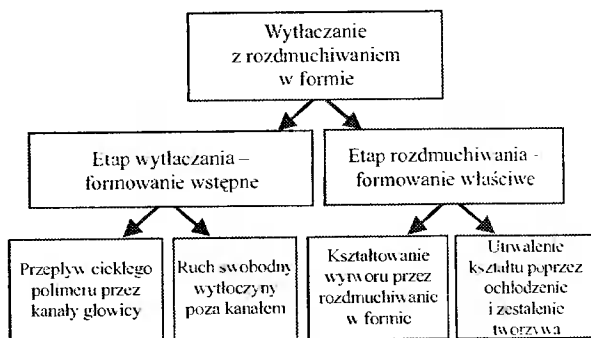 Wytłaczanie
z rozdmuchiwaniem
w formie
Etap wytłaczania –
formowanie wstępne
Etap rozdmuchiwania -
formowanie właściwe
Przepływ ciekłego
polimeru przez
kanały głowicy
Ruch swobodny
wytłoczyny
poza kanałem
Kształtowanie
wyrworu przez
rozdmuchiwanie
w formie
Utrwalenie
kształtu poprzez
ochłodzenie
i zestalenie
tworzywa